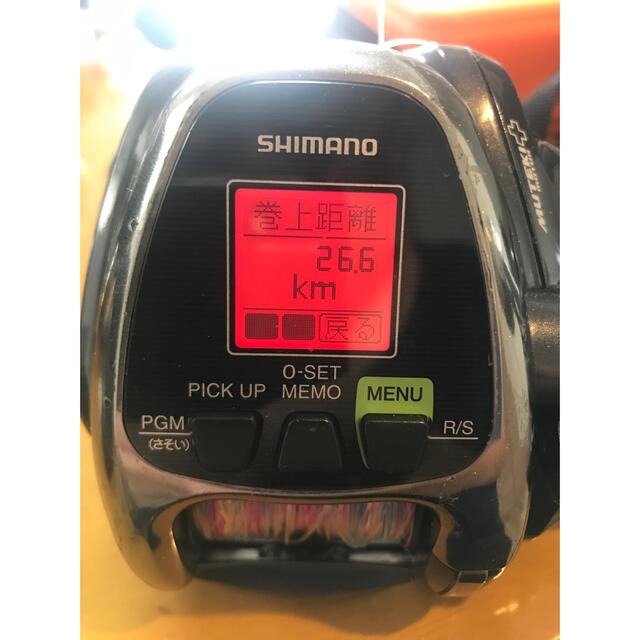 SHIMANO
巻上距離
26.6
km
戻る
0-SET
PICK UP MEMO MENU
PGM
(さそい)
R/S
MUTEKI